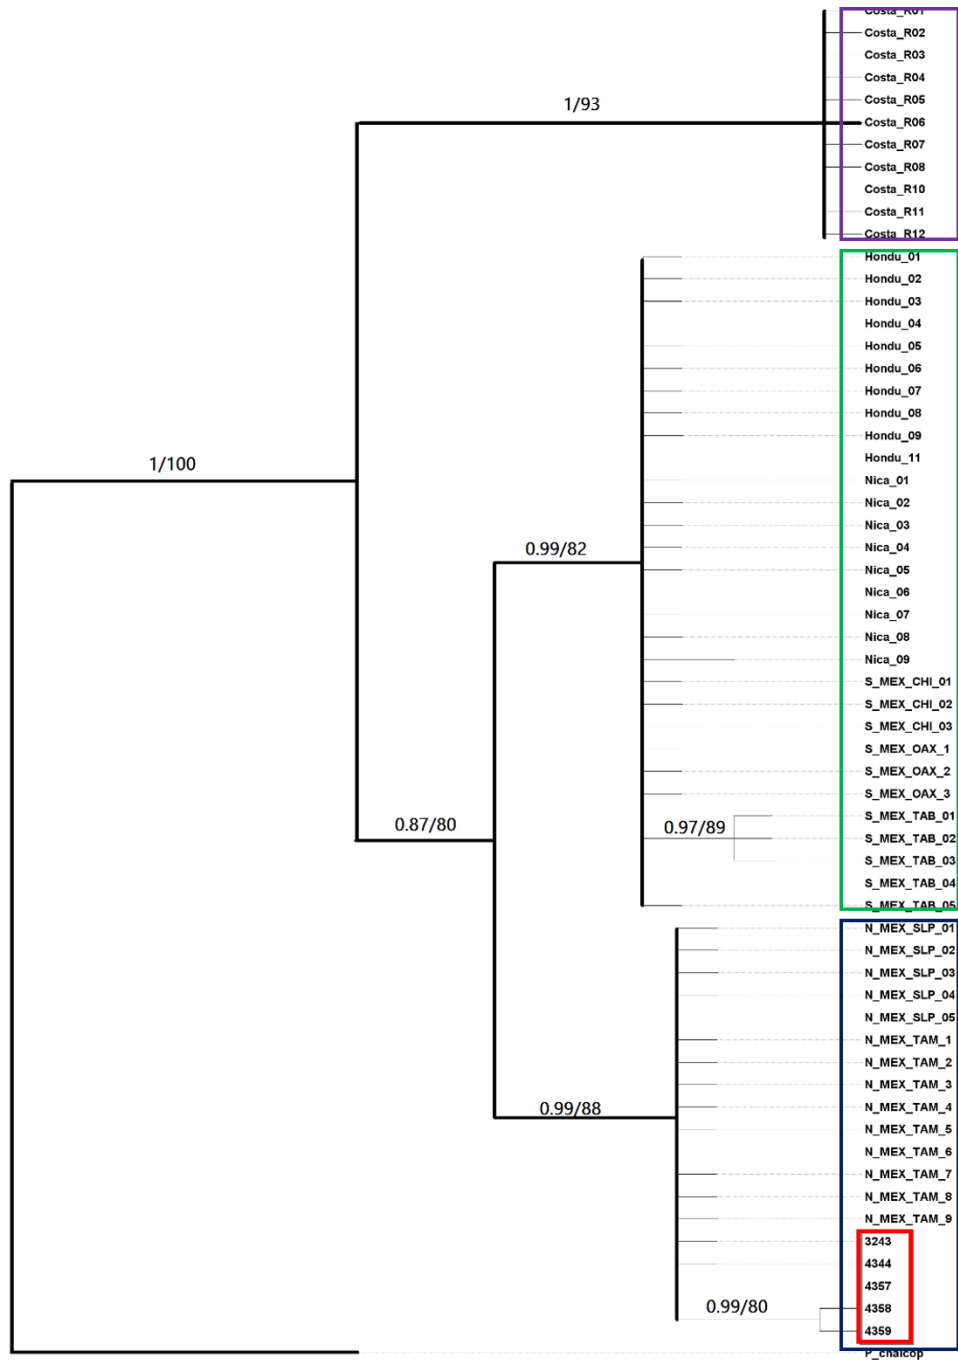 Costa_R01
Costa_R02
Costa_R03
Costa_R04
Costa_R05
1/93
Costa_R06
Costa_R07
Costa_R08
Costa_R10
Costa_R11
Costa_R12
Hondu_01
Hondu_02
Hondu_03
Hondu_04
Hondu_05
Hondu_06
Hondu_07
Hondu_08
Hondu_09
Hondu_11
1/100
Nica_01
Nica_02
Nica_03
Nica_04
0.99/82
Nica_05
Nica_06
Nica_07
Nica_08
Nica_09
S_MEX_CHI_01
S_MEX_CHI_02
S_MEX_CHI_03
S_MEX_OAX_1
S_MEX_OAX_2
S_MEX_OAX_3
S_MEX_TAB_01
0.87/80
0.97/89
S_MEX_TAB_02
S_MEX_TAB_03
S_MEX_TAB_04
S_MEX_TAB_05
N_MEX_SLP_01
N_MEX_SLP_02
N_MEX_SLP_03
N_MEX_SLP_04
N_MEX_SLP_05
N_MEX_TAM_1
N_MEX_TAM_2
N_MEX_TAM_3
N_MEX_TAM_4
0.99/88
N_MEX_TAM_5
N_MEX_TAM_6
N_MEX_TAM_7
N_MEX_TAM_8
N_MEX_TAM_9
3243
4344
4357
0.99/80
4358
4359
P_chalcop